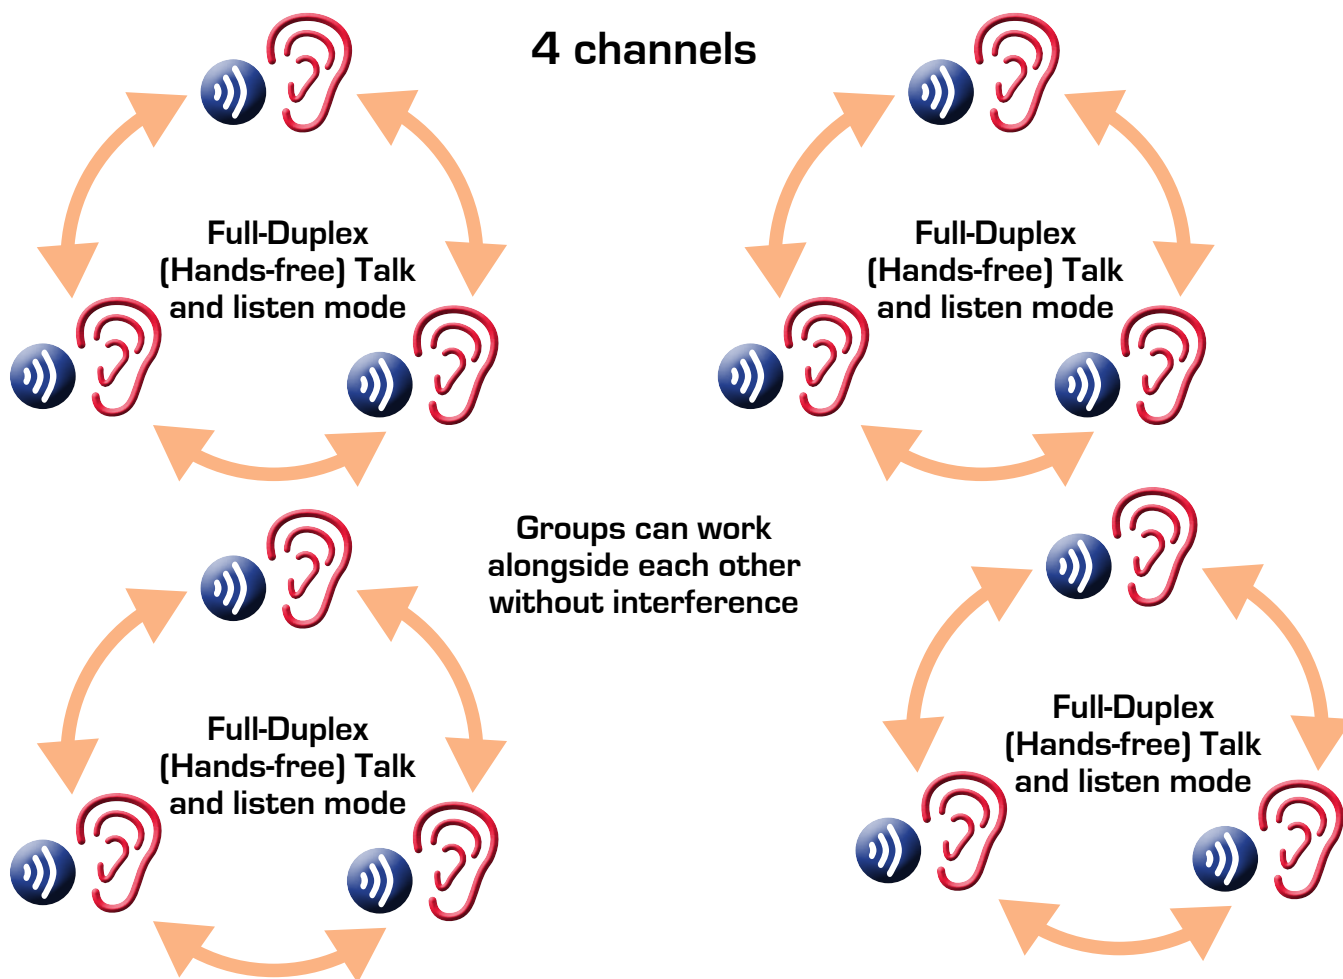 4 channels
Full-Duplex
(Hands-free) Talk
and listen mode
Full-Duplex
(Hands-free) Talk
and listen mode
Groups can work
alongside each other
without interference
Full-Duplex
(Hands-free) Talk
and listen mode
Full-Duplex
(Hands-free) Talk
and listen mode